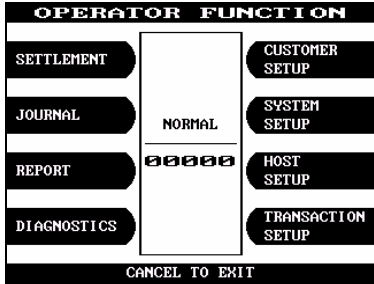 OPERATOR FUNCTION
SETTLEMENT
JOURNAL
REPORT
DIAGNOSTICS
NORMAL
00000
CUSTOMER
SETUP
SYSTEM
SETUP
HOST
SETUP
TRANSACTION
SETUP
CANCEL TO EXIT